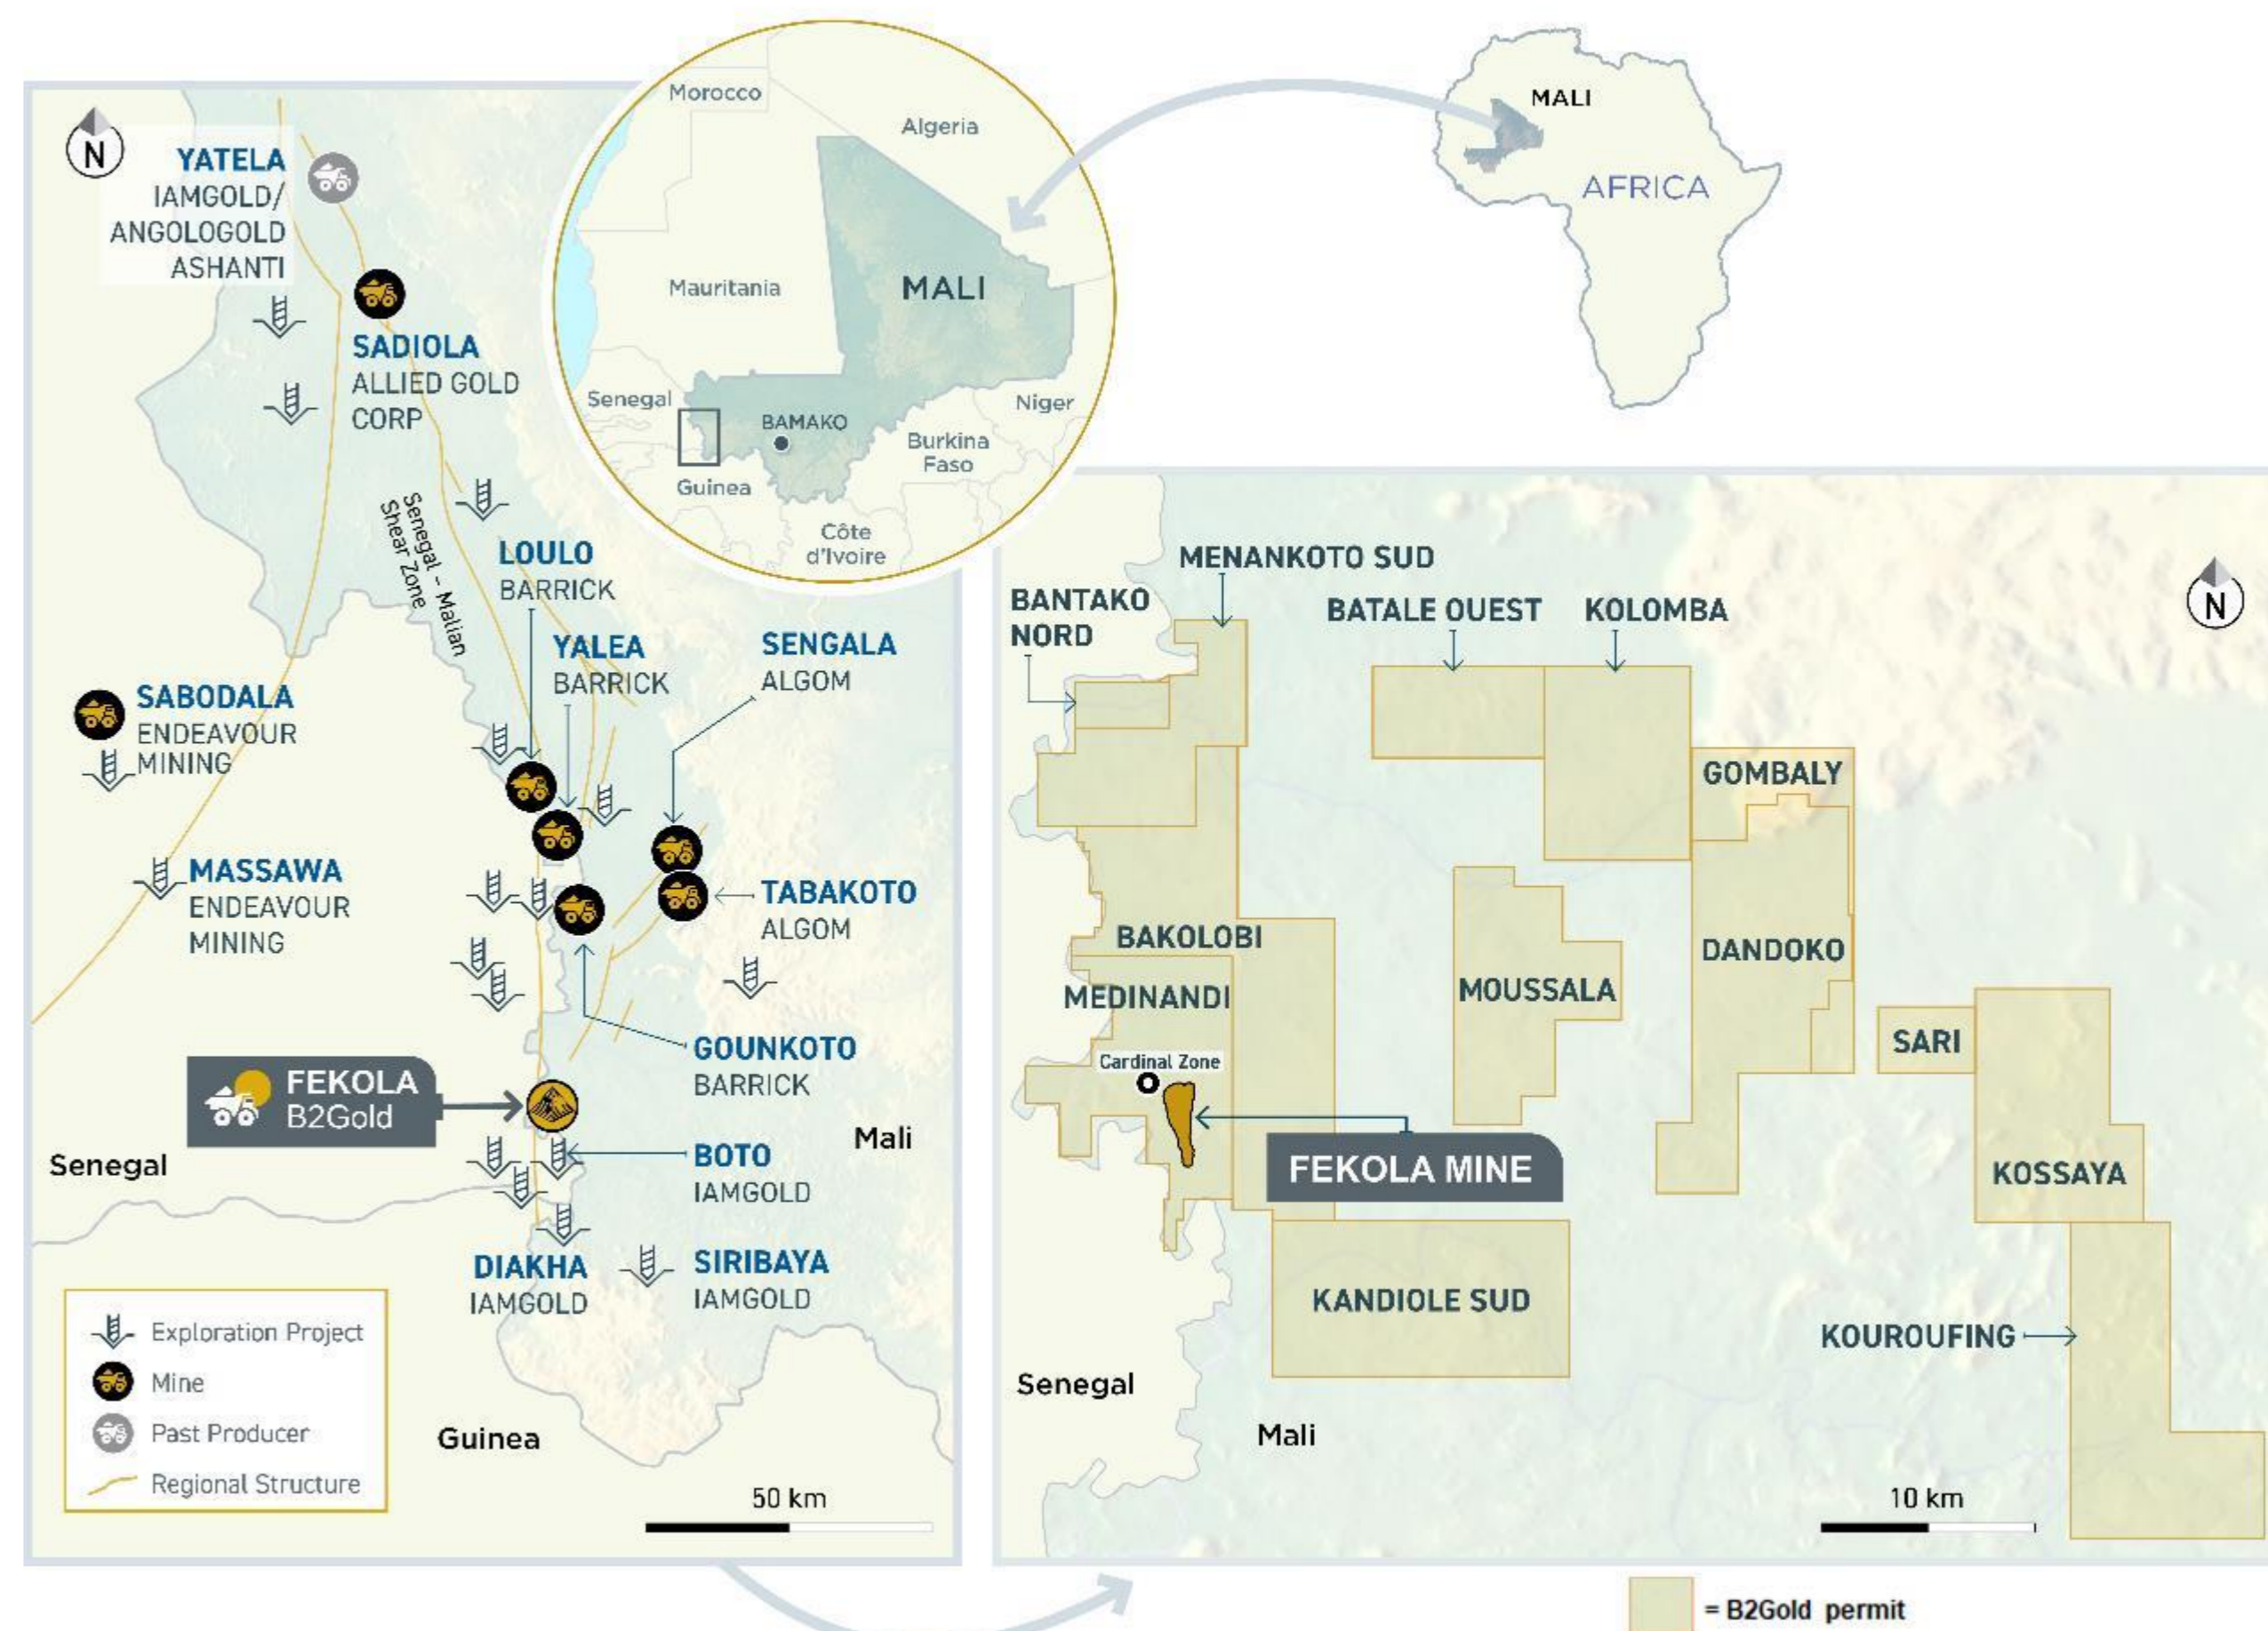 N
YATELA
IAMGOLD/
ANGOLOGOLD
ASHANTI
SADIOLA
ALLIED GOLD
CORP
Senegal - Malian
Shear Zone
LOULO
BARRICK
YALEA
BARRICK
SENGALA
ALGOM
SABODALA
ENDEAVOUR
MINING
MASSAWA
ENDEAVOUR
MINING
TABAKOTO
ALGOM
GOUNKOTO
BARRICK
FEKOLA
B2Gold
Senegal
Mali
BOTO
IAMGOLD
DIAKHA
IAMGOLD
SIRIBAYA
IAMGOLD
Exploration Project
Mine
Past Producer
Regional Structure
Guinea
50 km
Morocco
Algeria
Mauritania
MALI
Senegal
BAMAKO
Niger
Burkina
Faso
Guinea
Côte
d'Ivoire
MALI
AFRICA
N
MENANKOTO SUD
BANTAKO
NORD
BATALE OUEST
KOLOMBA
GOMBALY
BAKOLOBI
DANDOKO
MEDINANDI
MOUSSALA
SARI
Cardinal Zone
FEKOLA MINE
KOSSAYA
KANDIOLE SUD
KOUROUFING
Senegal
Mali
10 km
= B2Gold permit